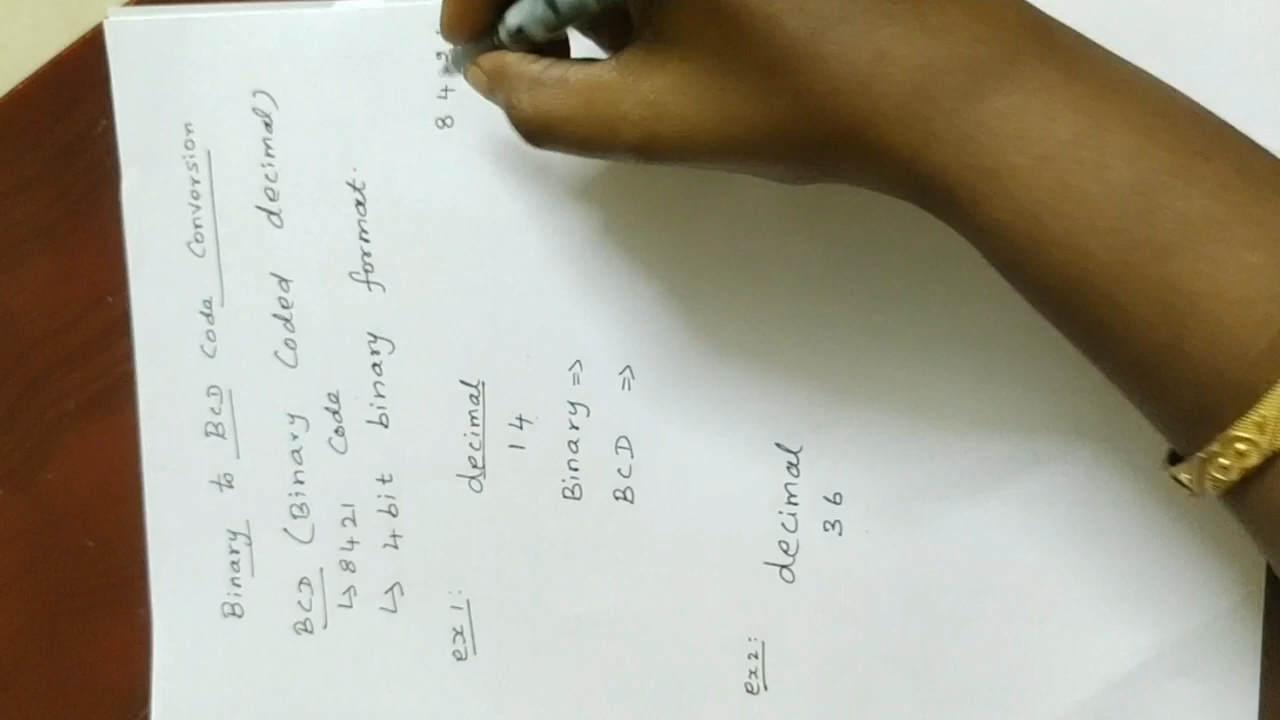 Binary to BCD Code Conversion
BCD (Binary Coded decimal)
↳ 8421 Code
↳ 4 bit binary format.
8 4 2
ex 1: decimal
14
Binary =>
BCD =>
ex 2: decimal
36